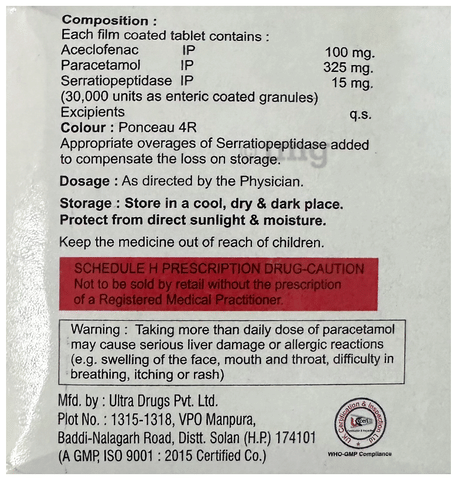 Composition :
Each film coated tablet contains :
Aceclofenac IP 100 mg.
Paracetamol IP 325 mg.
Serratiopeptidase IP 15 mg.
(30,000 units as enteric coated granules)
Excipients q.s.
Colour : Ponceau 4R
Appropriate overages of Serratiopeptidase added
to compensate the loss on storage.
Dosage : As directed by the Physician.
Storage : Store in a cool, dry & dark place.
Protect from direct sunlight & moisture.
Keep the medicine out of reach of children.
SCHEDULE H PRESCRIPTION DRUG-CAUTION
Not to be sold by retail without the prescription
of a Registered Medical Practitioner.
Warning : Taking more than daily dose of paracetamol
may cause serious liver damage or allergic reactions
(e.g. swelling of the face, mouth and throat, difficulty in
breathing, itching or rash)
Mfd. by : Ultra Drugs Pvt. Ltd.
Plot No. : 1315-1318, VPO Manpura,
Baddi-Nalagarh Road, Distt. Solan (H.P.) 174101
(A GMP, ISO 9001 : 2015 Certified Co.)
UK Certification & Inspection Ltd
WHO-GMP Compliance